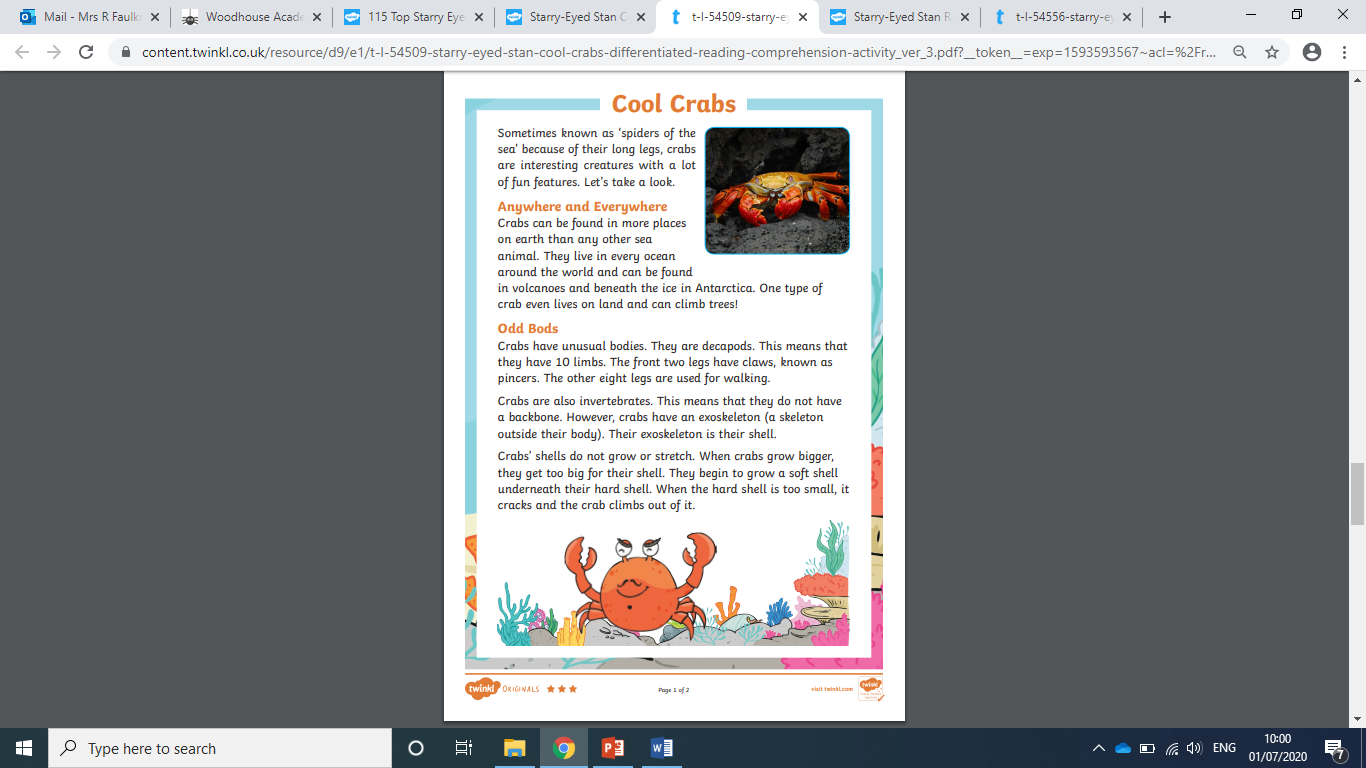 Mail - Mrs R Faulk
Woodhouse Acade
115 Top Starry Eye
Starry-Eyed Stan C
t-l-54509-starry-ey
Starry-Eyed Stan R
t-l-54556-starry-ey
content.twinkl.co.uk/resource/d9/e1/t-l-54509-starry-eyed-stan-cool-crabs-differentiated-reading-comprehension-activity_ver_3.pdf?__token__=exp=1593593567~acl=%2Fr...
Cool Crabs
Sometimes known as ‘spiders of the
sea’ because of their long legs, crabs
are interesting creatures with a lot
of fun features. Let’s take a look.
Anywhere and Everywhere
Crabs can be found in more places
on earth than any other sea
animal. They live in every ocean
around the world and can be found
in volcanoes and beneath the ice in Antarctica. One type of
crab even lives on land and can climb trees!
Odd Bods
Crabs have unusual bodies. They are decapods. This means that
they have 10 limbs. The front two legs have claws, known as
pincers. The other eight legs are used for walking.
Crabs are also invertebrates. This means that they do not have
a backbone. However, crabs have an exoskeleton (a skeleton
outside their body). Their exoskeleton is their shell.
Crabs’ shells do not grow or stretch. When crabs grow bigger,
they get too big for their shell. They begin to grow a soft shell
underneath their hard shell. When the hard shell is too small, it
cracks and the crab climbs out of it.
twinkl ORIGINALS
Page 1 of 2
visit twinkl.com
twinkl
Type here to search
ENG
10:00
01/07/2020
7